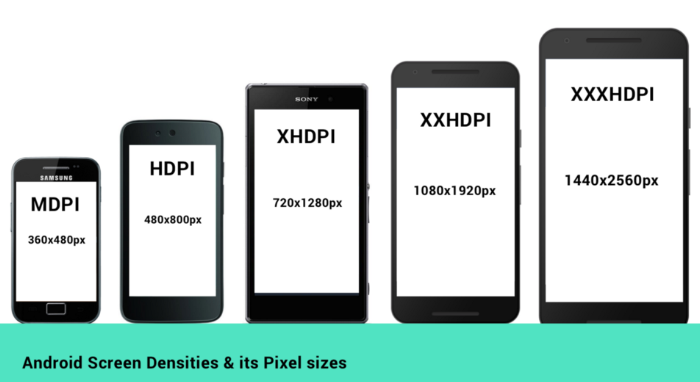 SAMSUNG
MDPI
360x480px
HDPI
480x800px
SONY
XHDPI
720x1280px
XXHDPI
1080x1920px
XXXHDPI
1440x2560px
Android Screen Densities & its Pixel sizes